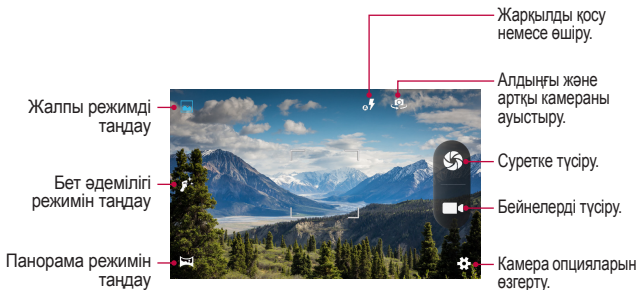 Жарқылды қосу
немесе өшіру.
Алдыңғы және
артқы камераны
ауыстыру.
Жалпы режимді
таңдау
Суретке түсіру.
Бет әдемілігі
режимін таңдау
Бейнелерді түсіру.
Панорама режимін
таңдау
Камера опцияларын
өзгерту.